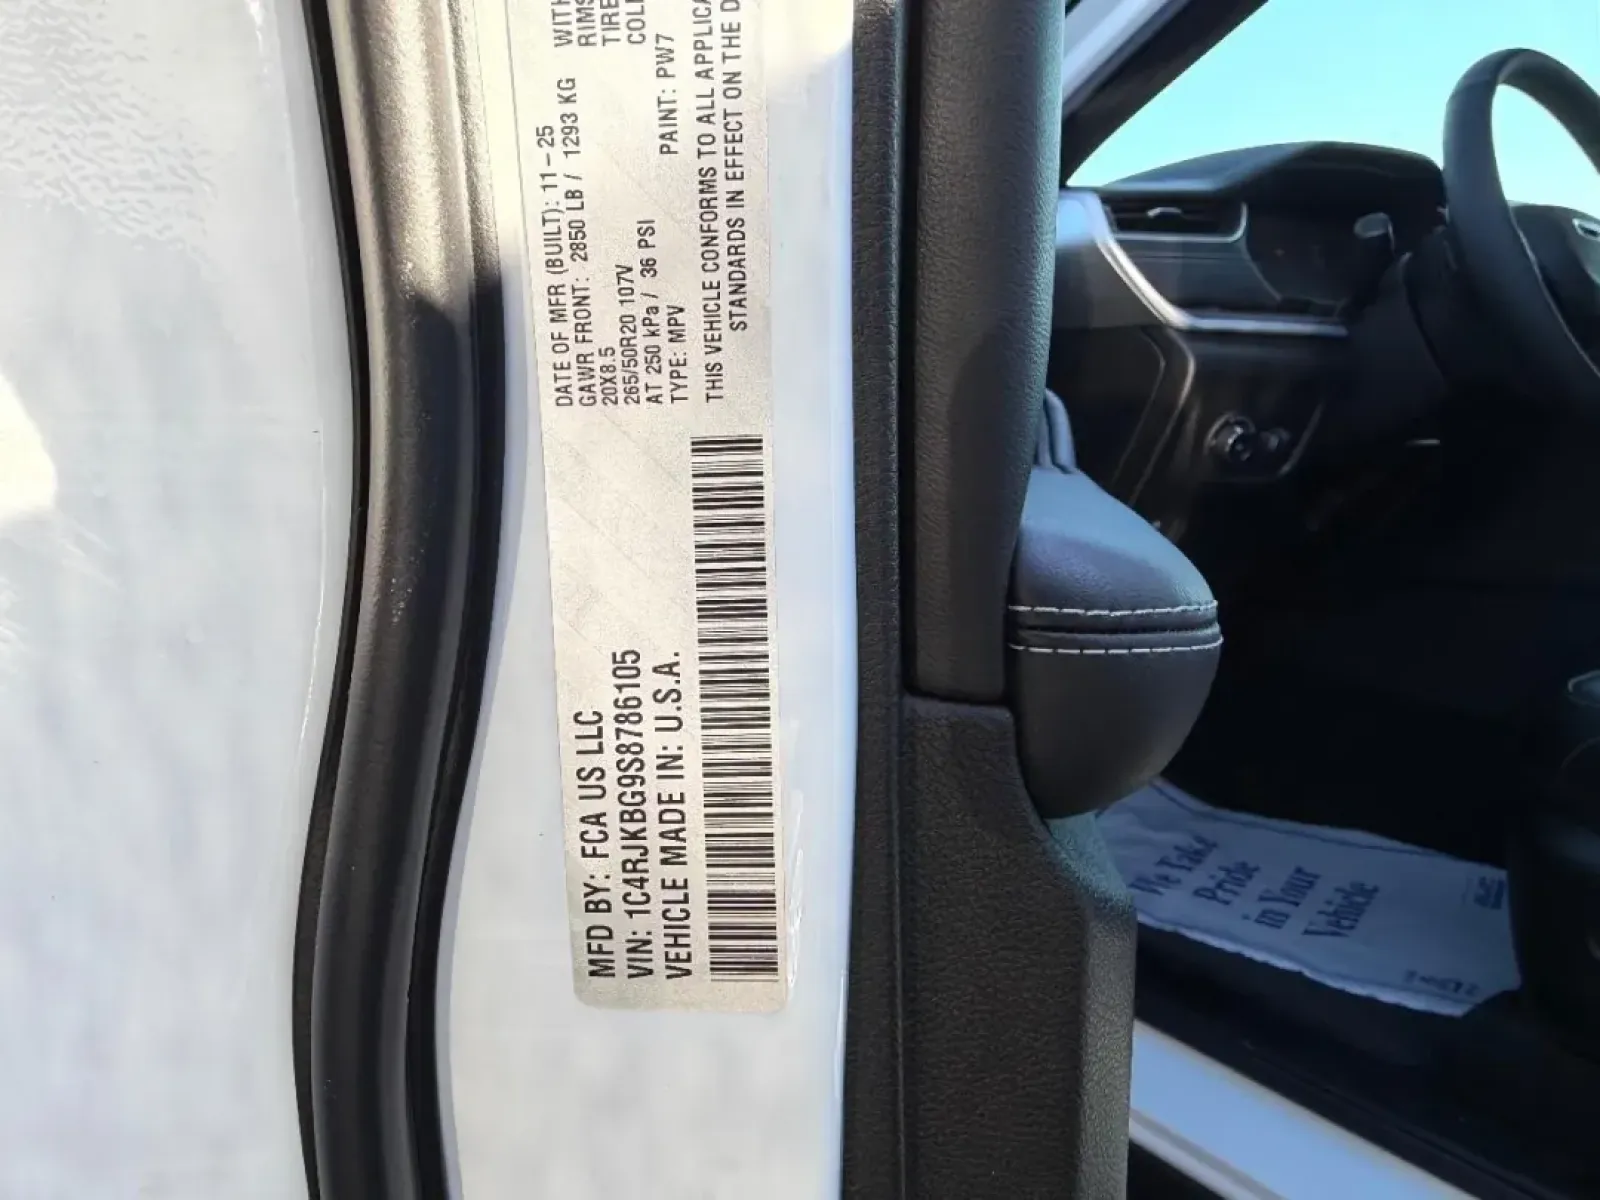 MFD BY: FCA US LLC
VIN: 1C4RJKBG9S8786105
VEHICLE MADE IN: U.S.A.
DATE OF MFR (BUILT): 11-25
GAWR FRONT: 2850 LB / 1293 KG WITH
20X8.5 RIMS
265/50R20 107V TIRE
AT 250 kPa / 36 PSI COL
TYPE: MPV PAINT: PW7
THIS VEHICLE CONFORMS TO ALL APPLICA
STANDARDS IN EFFECT ON THE D
We Take
Pride
in Your
Vehicle